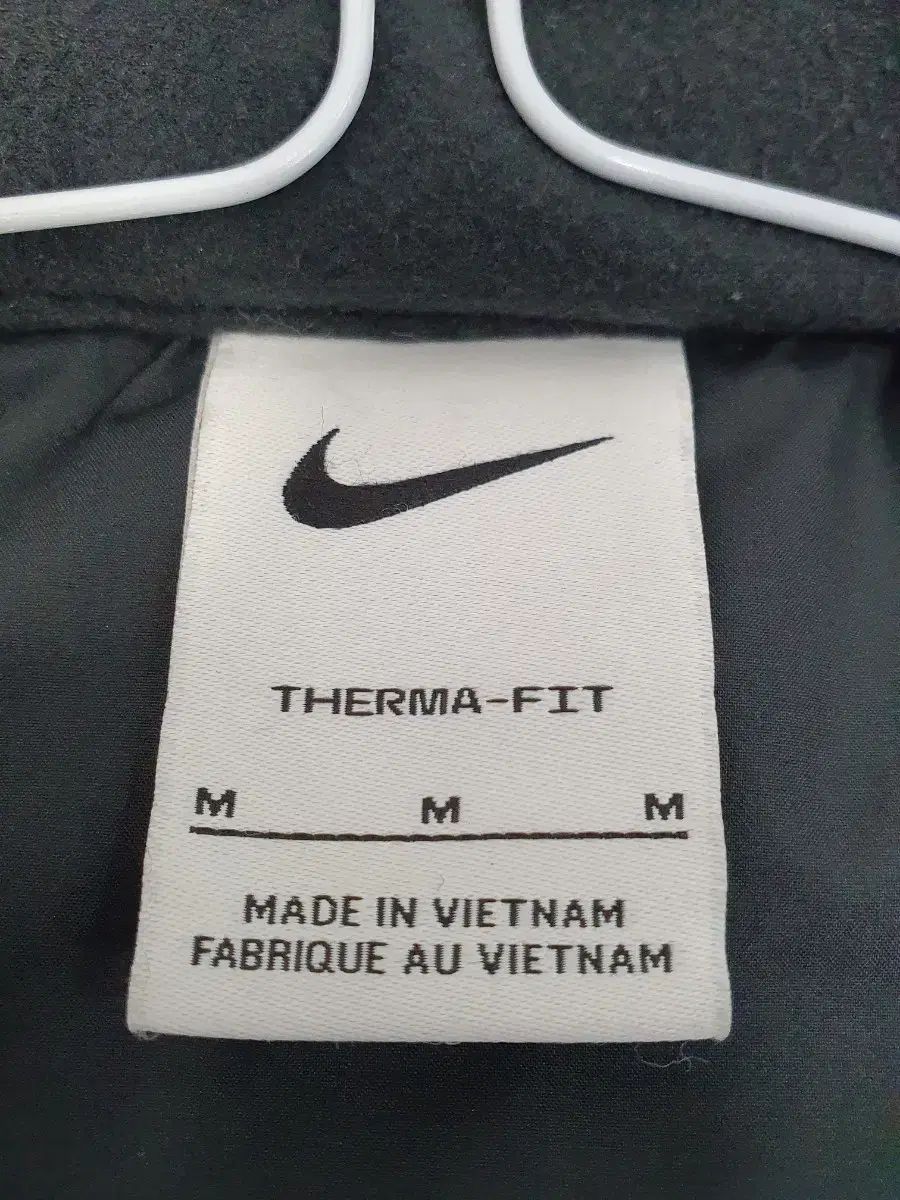 THERMA-FIT
M M M
MADE IN VIETNAM
FABRIQUE AU VIETNAM